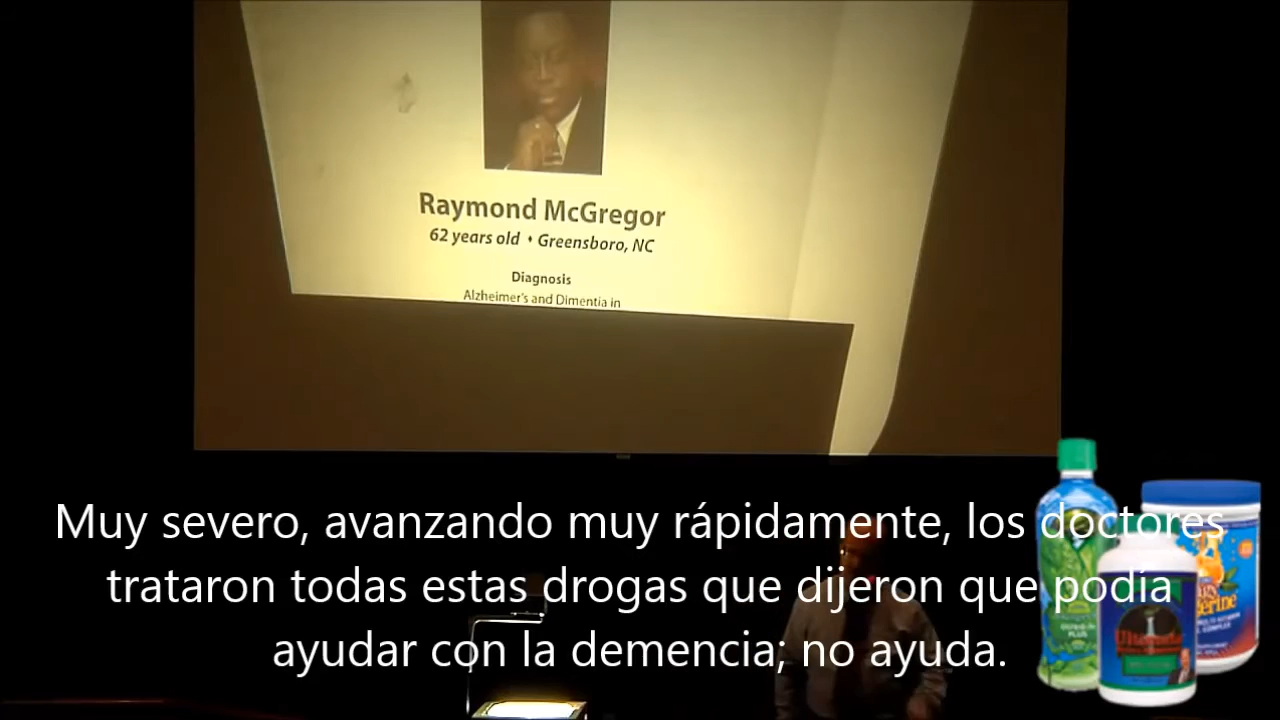 Raymond McGregor
62 years old • Greensboro, NC
Diagnosis
Alzheimer's and Dimentia in
Muy severo, avanzando muy rápidamente, los doctores
trataron todas estas drogas que dijeron que podía
ayudar con la demencia; no ayuda.
Ultimate